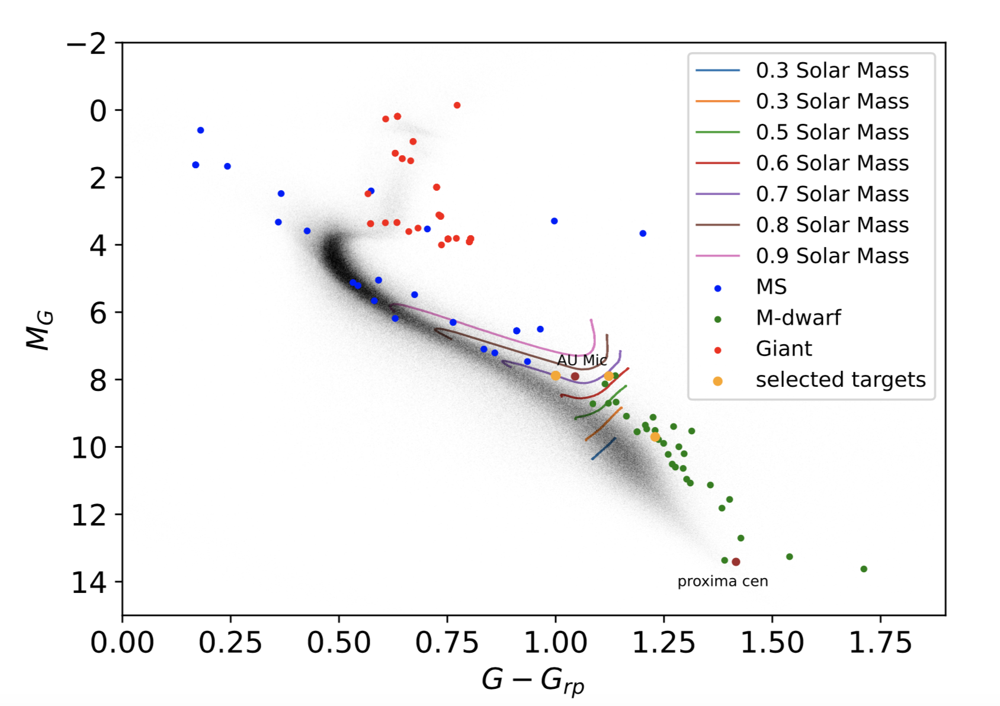 −2
0
2
4
6
8
10
12
14
M_G
0.00 0.25 0.50 0.75 1.00 1.25 1.50 1.75
G − G_rp
0.3 Solar Mass
0.3 Solar Mass
0.5 Solar Mass
0.6 Solar Mass
0.7 Solar Mass
0.8 Solar Mass
0.9 Solar Mass
MS
M-dwarf
Giant
selected targets
AU Mic
proxima cen